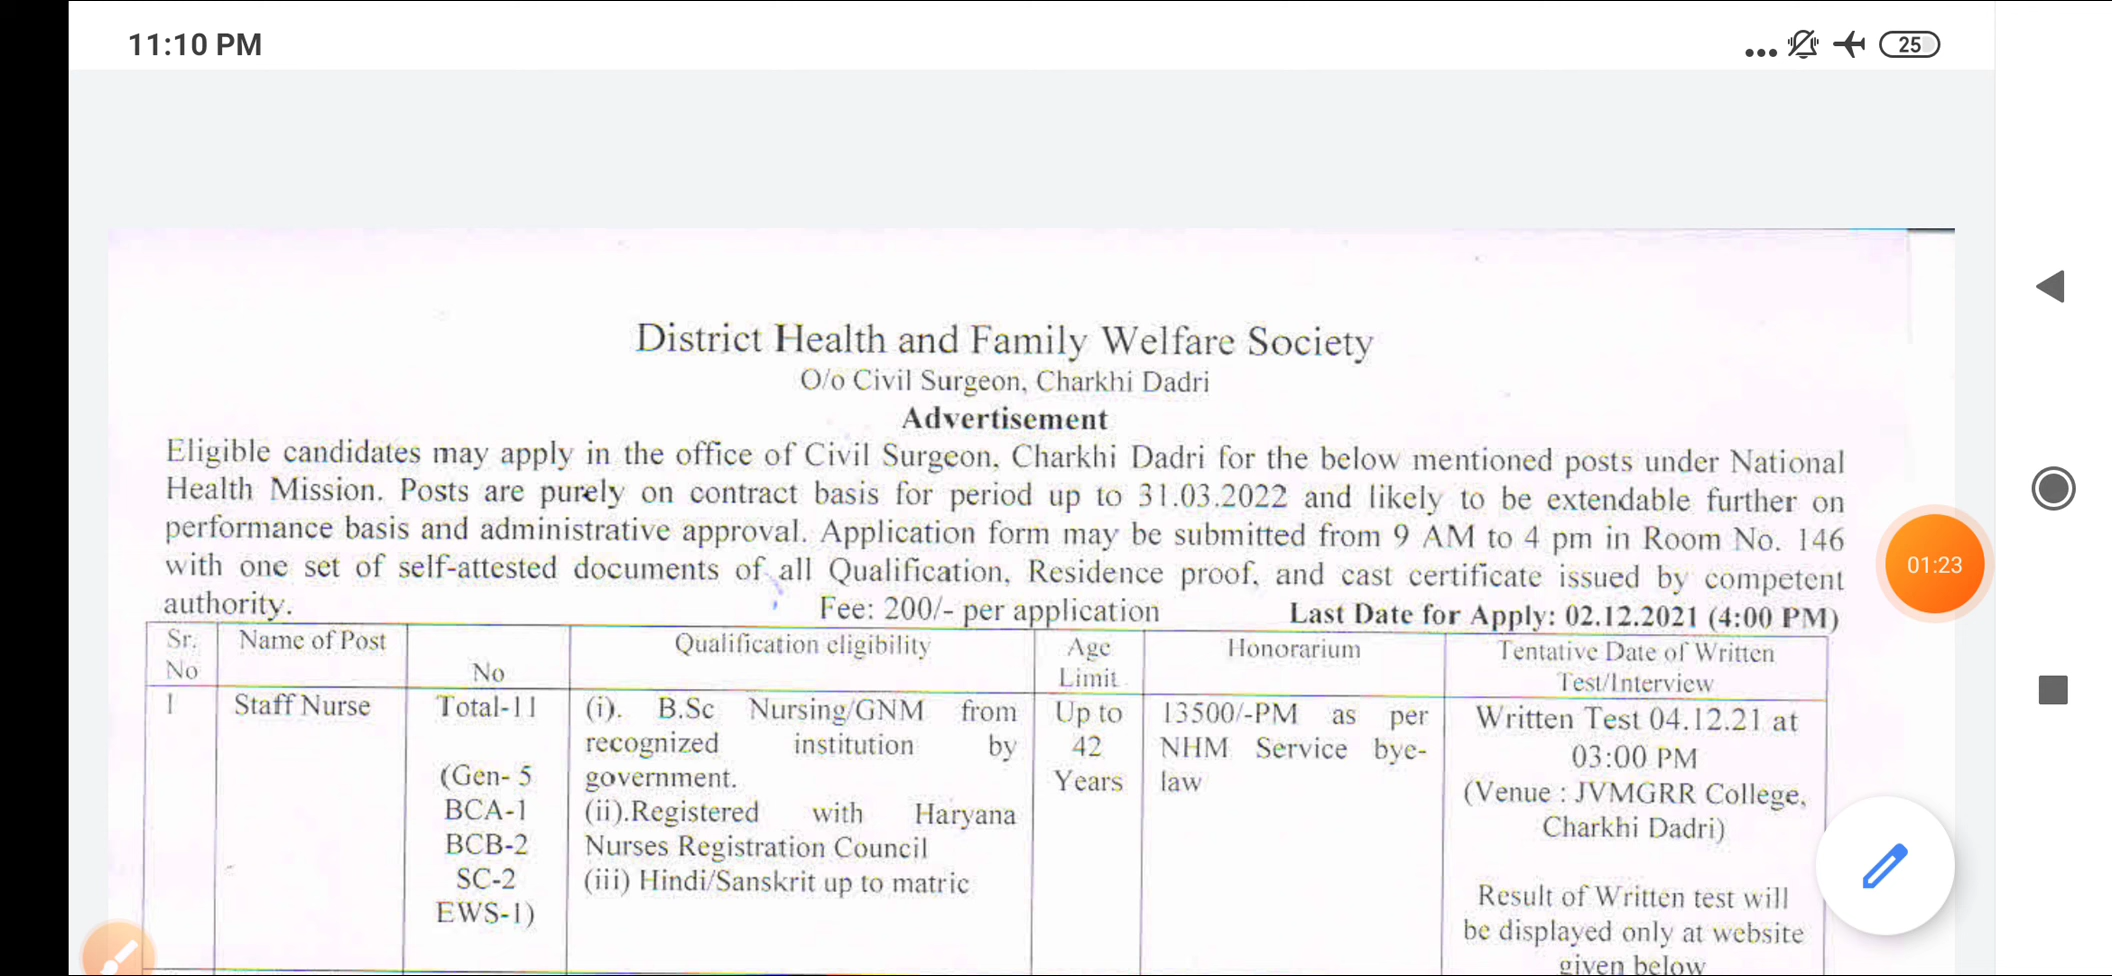 11:10 PM
25
District Health and Family Welfare Society
O/o Civil Surgeon, Charkhi Dadri
Advertisement
Eligible candidates may apply in the office of Civil Surgeon, Charkhi Dadri for the below mentioned posts under National
Health Mission. Posts are purely on contract basis for period up to 31.03.2022 and likely to be extendable further on
performance basis and administrative approval. Application form may be submitted from 9 AM to 4 pm in Room No. 146
with one set of self-attested documents of all Qualification, Residence proof, and cast certificate issued by competent
authority. Fee: 200/- per application Last Date for Apply: 02.12.2021 (4:00 PM)
01:23
Sr.
No
Name of Post
No
Qualification eligibility
Age
Limit
Honorarium
Tentative Date of Written
Test/Interview
1
Staff Nurse
Total-11
(Gen- 5
BCA-1
BCB-2
SC-2
EWS-1)
(i). B.Sc Nursing/GNM from
recognized institution by
government.
(ii).Registered with Haryana
Nurses Registration Council
(iii) Hindi/Sanskrit up to matric
Up to
42
Years
13500/-PM as per
NHM Service bye-
law
Written Test 04.12.21 at
03:00 PM
(Venue : JVMGRR College,
Charkhi Dadri)
Result of Written test will
be displayed only at website
given below